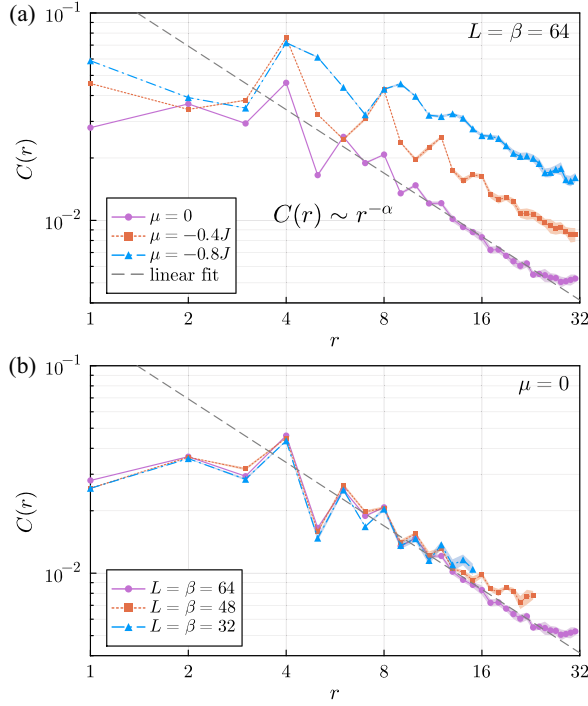 (a)
L = β = 64
10⁻¹
10⁻²
C(r)
C(r) ∼ r⁻ᵅ
μ = 0
μ = −0.4J
μ = −0.8J
linear fit
1 2 4 8 16 32
r
(b)
μ = 0
10⁻¹
10⁻²
C(r)
L = β = 64
L = β = 48
L = β = 32
1 2 4 8 16 32
r